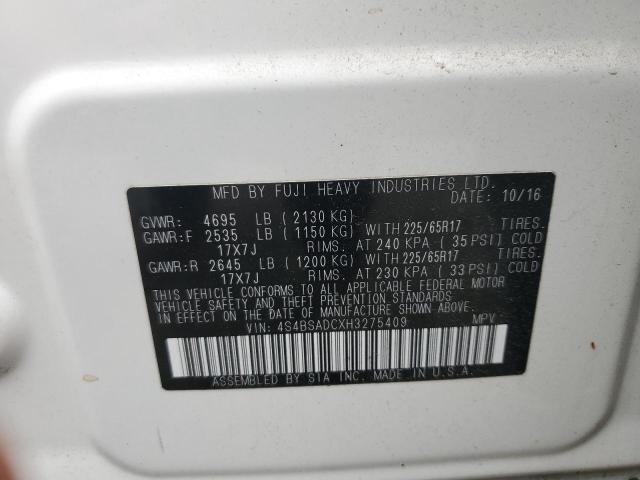 MFD BY FUJI HEAVY INDUSTRIES LTD.
DATE: 10/16
GVWR: 4695 LB (2130 KG)
GAWR:F 2535 LB (1150 KG) WITH 225/65R17 TIRES.
17X7J RIMS. AT 240 KPA (35 PSI) COLD
GAWR:R 2645 LB (1200 KG) WITH 225/65R17 TIRES.
17X7J RIMS. AT 230 KPA (33 PSI) COLD
THIS VEHICLE CONFORMS TO ALL APPLICABLE FEDERAL MOTOR
VEHICLE SAFETY AND THEFT PREVENTION STANDARDS IN EFFECT
ON THE DATE OF MANUFACTURE SHOWN ABOVE.
VIN: 4S4BSADCXH3275409 MPV
ASSEMBLED BY SIA INC. MADE IN U.S.A.